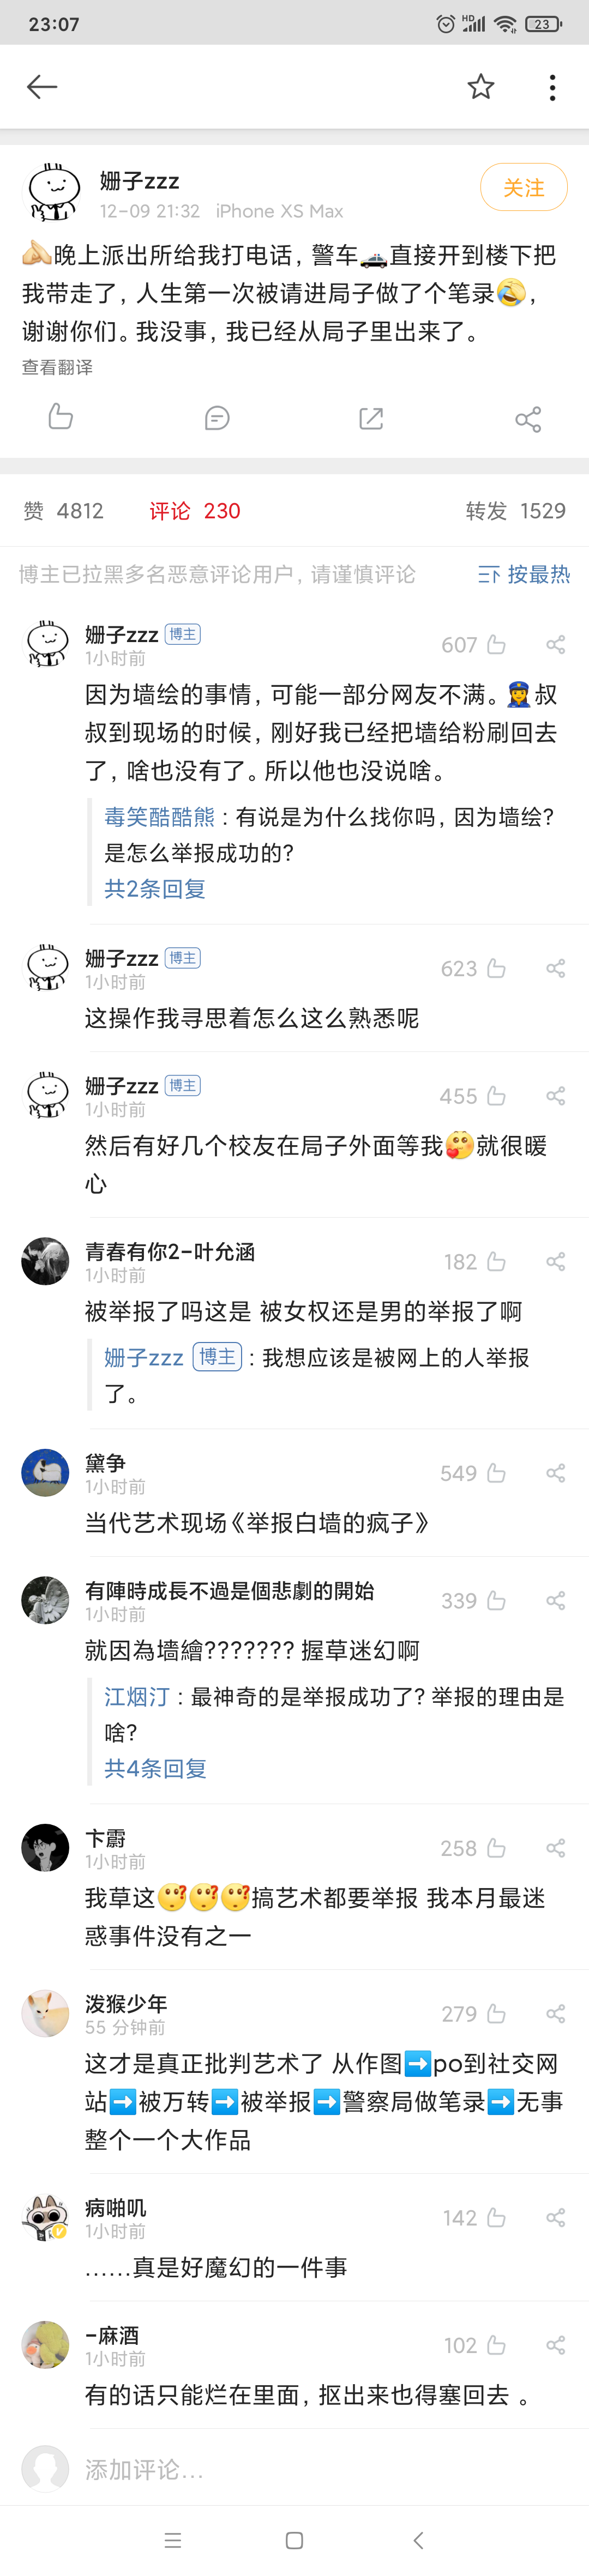 23:07
HD
23
姗子zzz
关注
12-09 21:32 iPhone XS Max
晚上派出所给我打电话，警车🚓直接开到楼下把
我带走了，人生第一次被请进局子做了个笔录🤣，
谢谢你们。我没事，我已经从局子里出来了。
查看翻译
赞 4812 评论 230 转发 1529
博主已拉黑多名恶意评论用户，请谨慎评论 按最热
姗子zzz 博主
607
1小时前
因为墙绘的事情，可能一部分网友不满。👮‍♀️叔
叔到现场的时候，刚好我已经把墙给粉刷回去
了，啥也没有了。所以他也没说啥。
毒笑酷酷熊：有说是为什么找你吗，因为墙绘?
是怎么举报成功的?
共2条回复
姗子zzz 博主
623
1小时前
这操作我寻思着怎么这么熟悉呢
姗子zzz 博主
455
1小时前
然后有好几个校友在局子外面等我🥰就很暖
心
青春有你2-叶允涵
182
1小时前
被举报了吗这是 被女权还是男的举报了啊
姗子zzz 博主：我想应该是被网上的人举报
了。
黛争
549
1小时前
当代艺术现场《举报白墙的疯子》
有陣時成長不過是個悲劇的開始
339
1小时前
就因為墙繪??????? 握草迷幻啊
江烟汀：最神奇的是举报成功了? 举报的理由是
啥?
共4条回复
卞霨
258
1小时前
我草这搞艺术都要举报 我本月最迷
惑事件没有之一
泼猴少年
279
55 分钟前
这才是真正批判艺术了 从作图➡️po到社交网
站➡️被万转➡️被举报➡️警察局做笔录➡️无事
整个一个大作品
病啪叽
142
1小时前
......真是好魔幻的一件事
-麻酒
102
1小时前
有的话只能烂在里面，抠出来也得塞回去 。
添加评论...